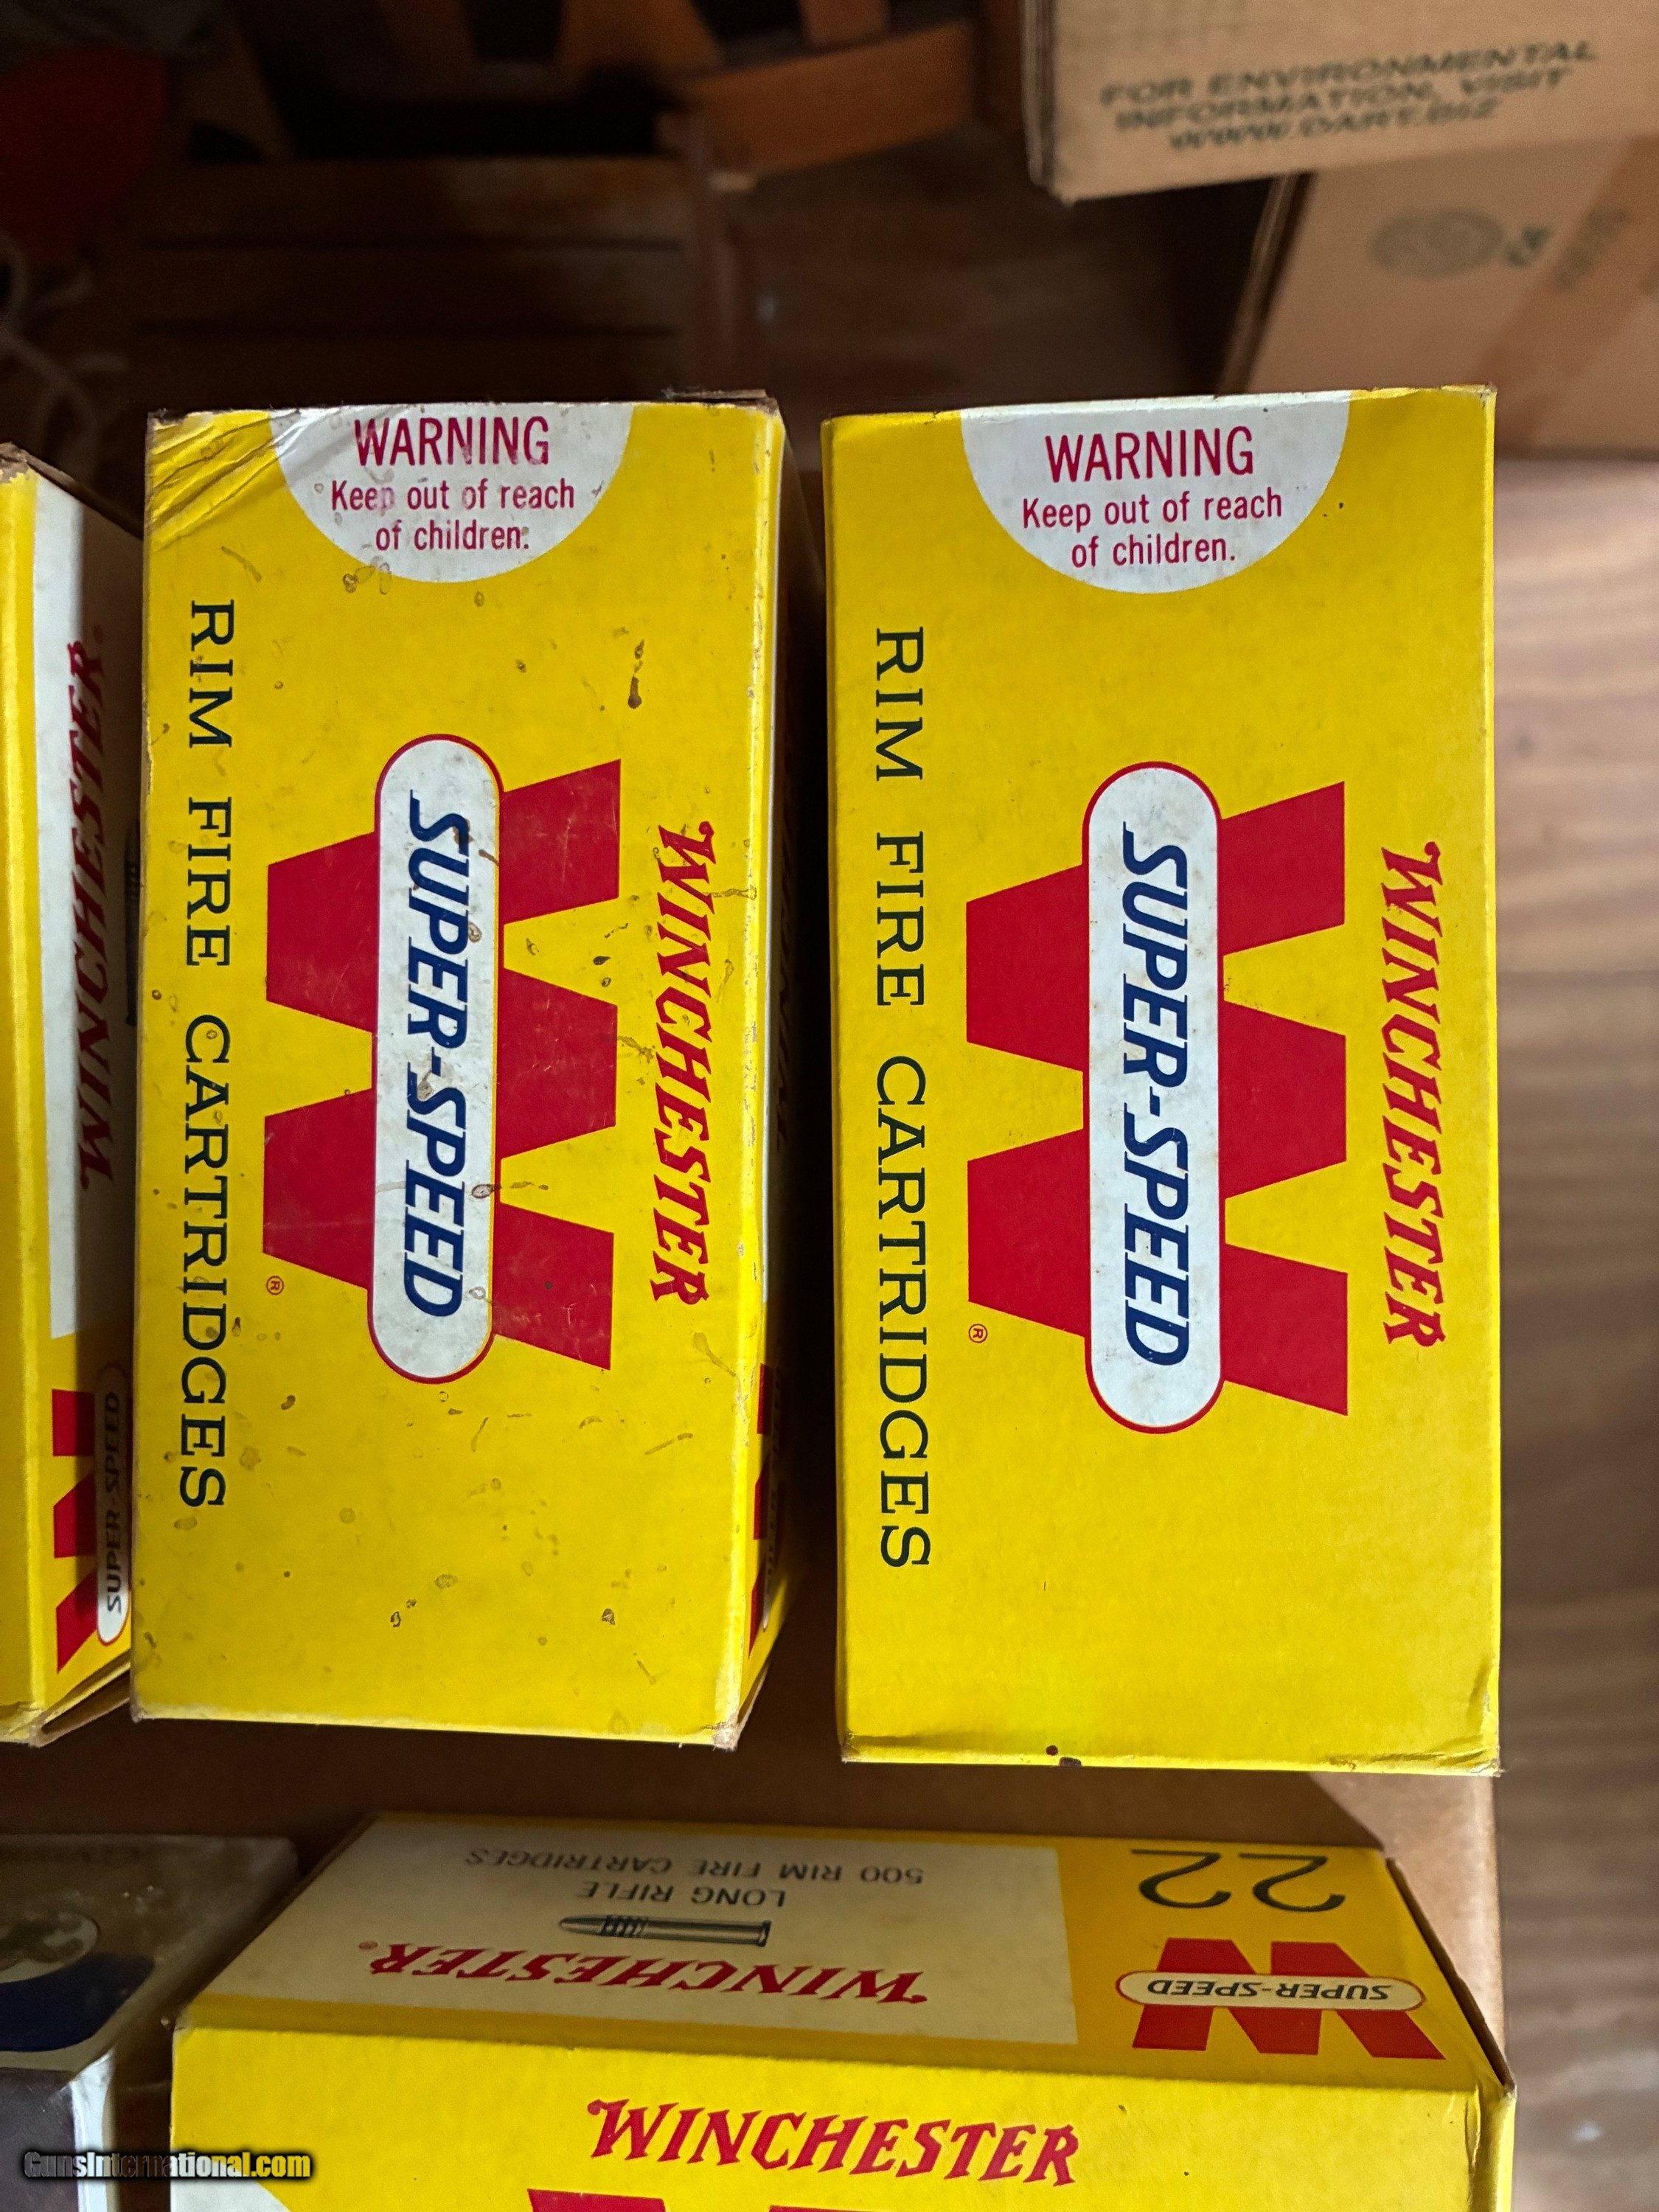 FOR ENVIRONMENTAL
INFORMATION, VISIT
WWW.DART.BIZ
WINCHESTER
SUPER-SPEED
WARNING
Keep out of reach
of children.
WINCHESTER
SUPER-SPEED
®
RIM FIRE CARTRIDGES
WARNING
Keep out of reach
of children.
WINCHESTER
SUPER-SPEED
®
RIM FIRE CARTRIDGES
22
SUPER-SPEED
WINCHESTER®
LONG RIFLE
500 RIM FIRE CARTRIDGES
WINCHESTER
GunsInternational.com